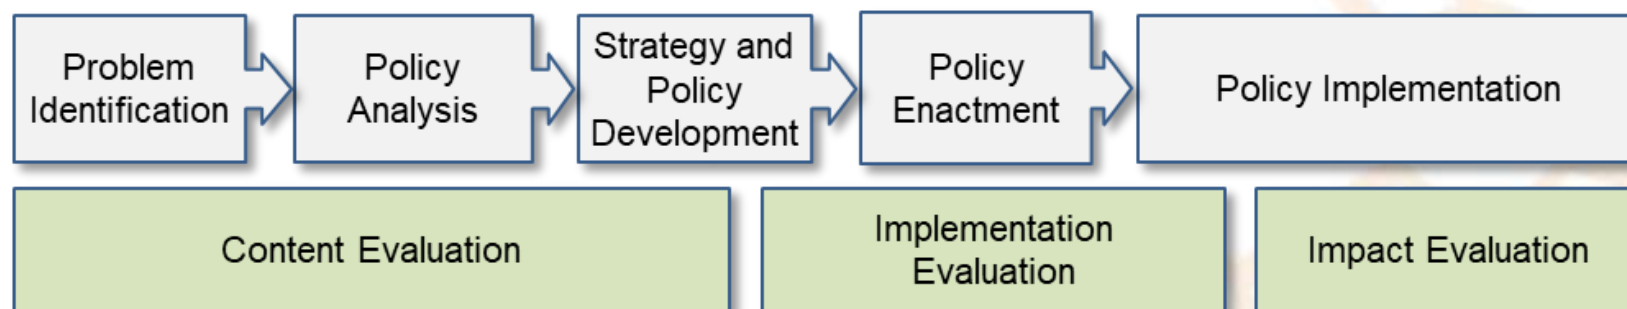 Problem
Identification
Policy
Analysis
Strategy and
Policy
Development
Policy
Enactment
Policy Implementation
Content Evaluation
Implementation
Evaluation
Impact Evaluation